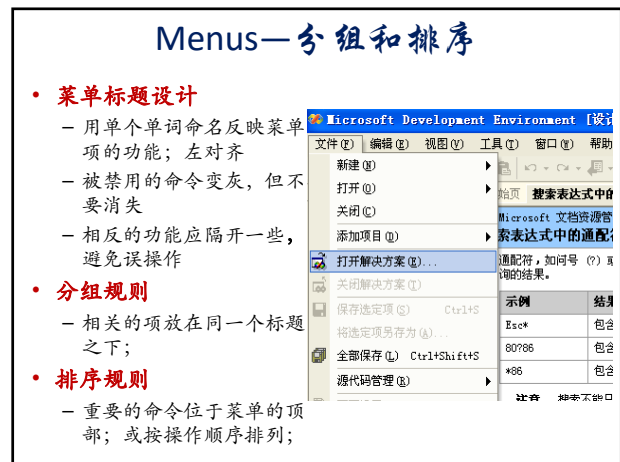 Menus—分组和排序
• 菜单标题设计
– 用单个单词命名反映菜单
项的功能；左对齐
– 被禁用的命令变灰，但不
要消失
– 相反的功能应隔开一些，
避免误操作
• 分组规则
– 相关的项放在同一个标题
之下；
• 排序规则
– 重要的命令位于菜单的顶
部；或按操作顺序排列；
Microsoft Development Environment [设计
文件(F) 编辑(E) 视图(V) 工具(T) 窗口(W) 帮助
新建(N)
打开(O)
关闭(C)
添加项目(D)
打开解决方案(E)...
关闭解决方案(T)
保存选定项(S) Ctrl+S
将选定项另存为(A)...
全部保存(L) Ctrl+Shift+S
源代码管理(R)
始页 搜索表达式中的
Microsoft 文档资源管
索表达式中的通配
通配符，如问号 (?) 或
询的结果。
示例 结果
Esc* 包含
80?86 包含
*86 包含
注意 搜索不能只